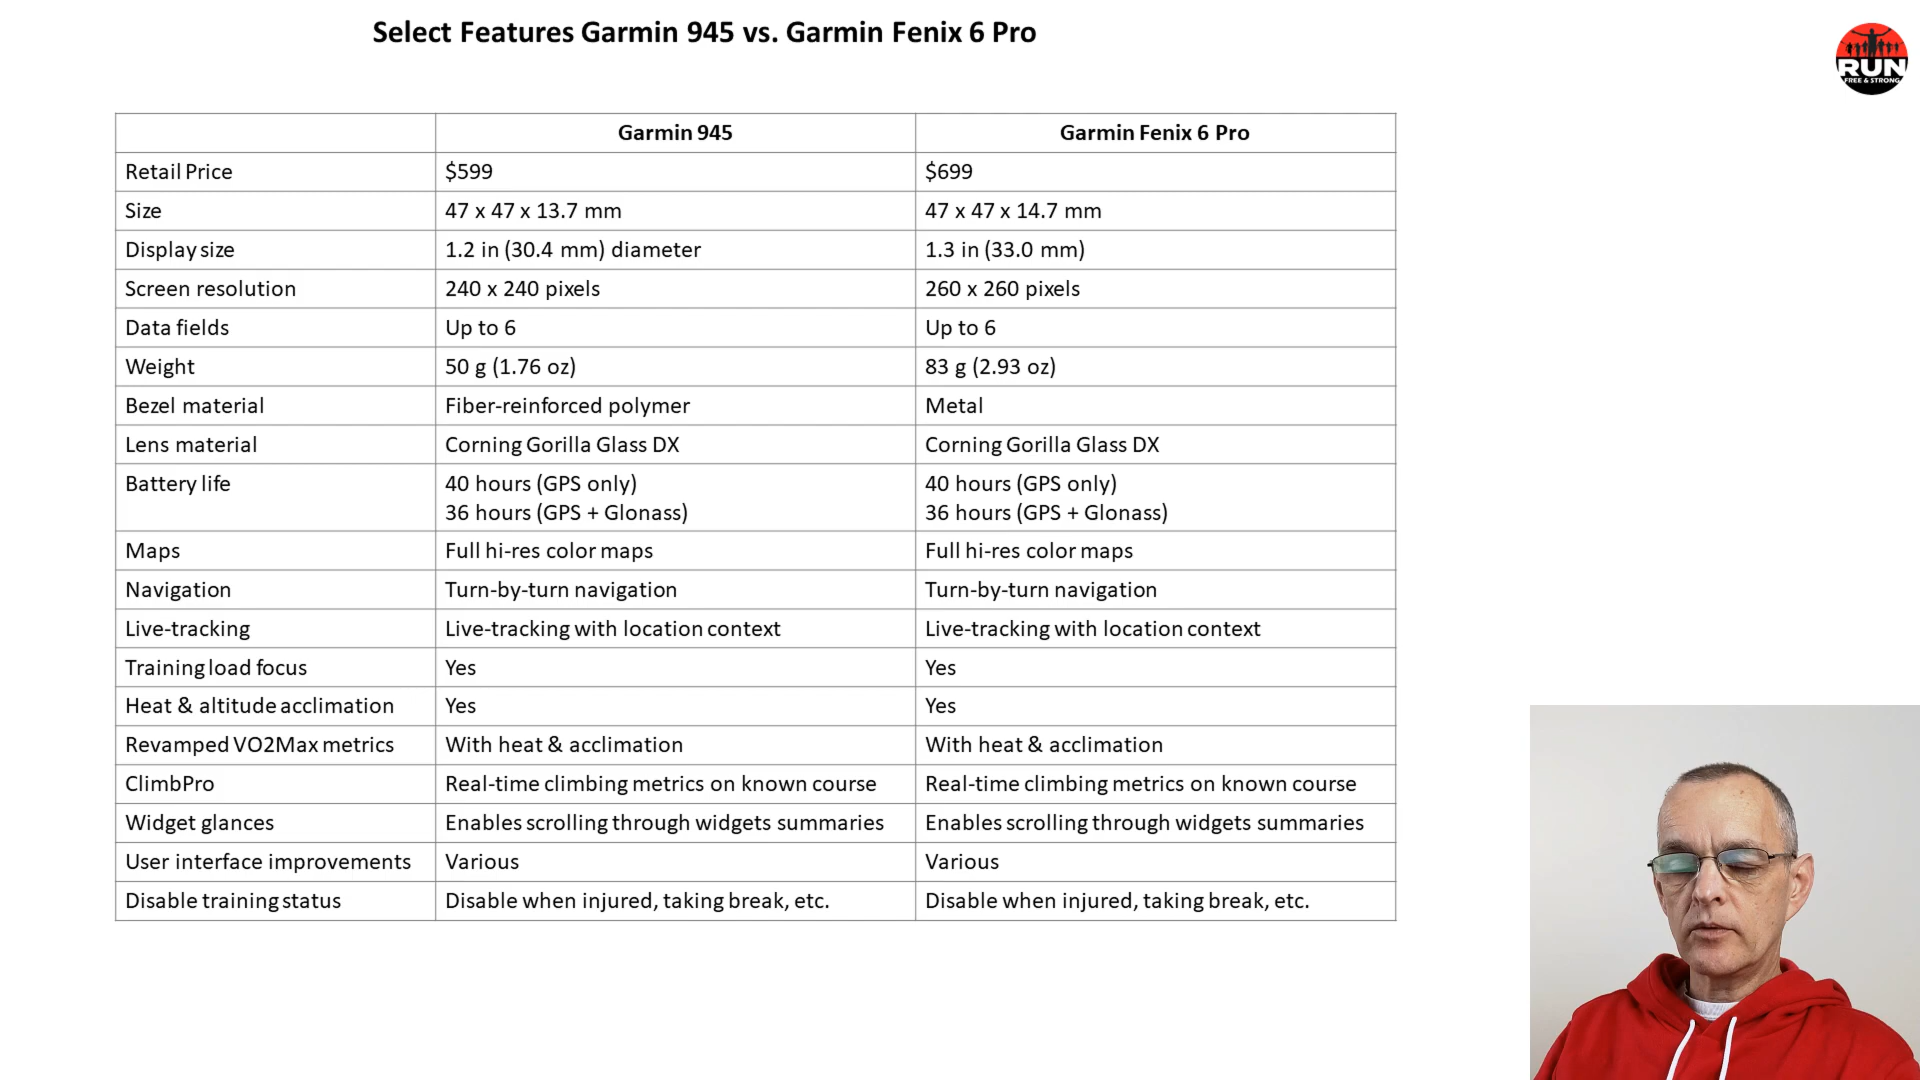 Select Features Garmin 945 vs. Garmin Fenix 6 Pro
RUN
FREE & STRONG
Garmin 945 Garmin Fenix 6 Pro
Retail Price $599 $699
Size 47 x 47 x 13.7 mm 47 x 47 x 14.7 mm
Display size 1.2 in (30.4 mm) diameter 1.3 in (33.0 mm)
Screen resolution 240 x 240 pixels 260 x 260 pixels
Data fields Up to 6 Up to 6
Weight 50 g (1.76 oz) 83 g (2.93 oz)
Bezel material Fiber-reinforced polymer Metal
Lens material Corning Gorilla Glass DX Corning Gorilla Glass DX
Battery life 40 hours (GPS only) 40 hours (GPS only)
36 hours (GPS + Glonass) 36 hours (GPS + Glonass)
Maps Full hi-res color maps Full hi-res color maps
Navigation Turn-by-turn navigation Turn-by-turn navigation
Live-tracking Live-tracking with location context Live-tracking with location context
Training load focus Yes Yes
Heat & altitude acclimation Yes Yes
Revamped VO2Max metrics With heat & acclimation With heat & acclimation
ClimbPro Real-time climbing metrics on known course Real-time climbing metrics on known course
Widget glances Enables scrolling through widgets summaries Enables scrolling through widgets summaries
User interface improvements Various Various
Disable training status Disable when injured, taking break, etc. Disable when injured, taking break, etc.